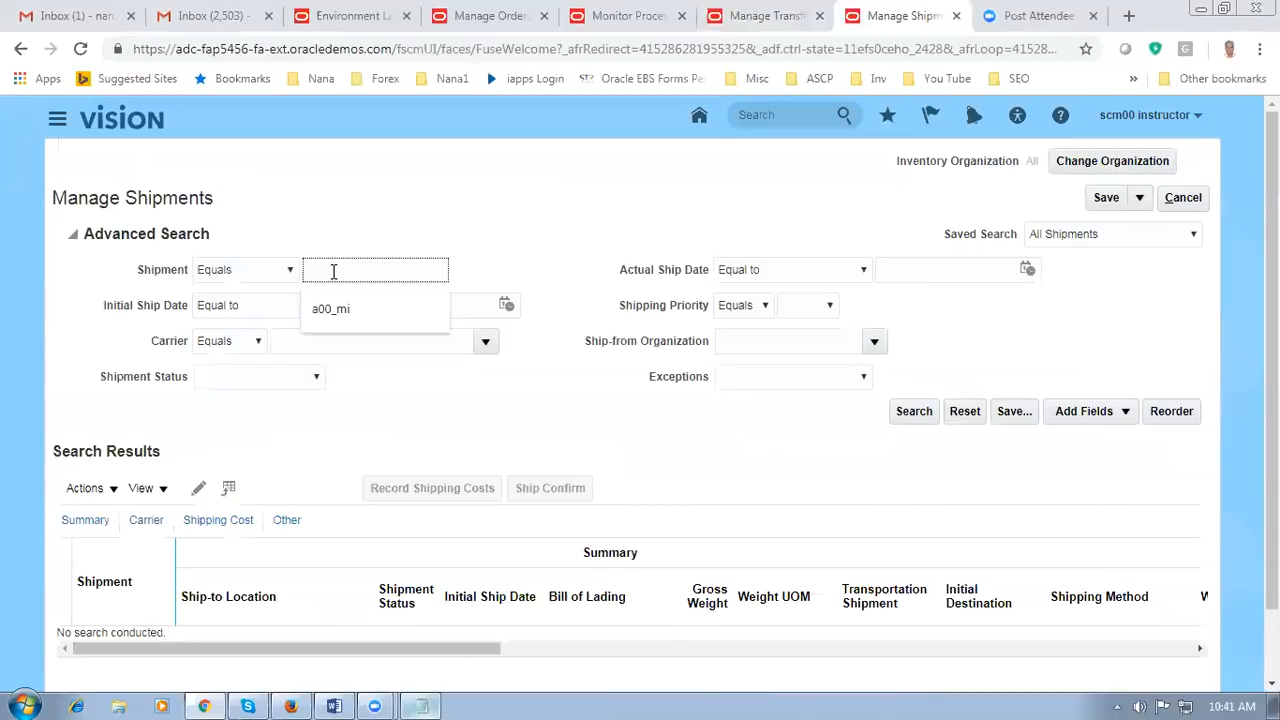 Inbox (1) - nan
Inbox (2,503) -
Environment La
Manage Order
Monitor Proce
Manage Transf
Manage Shipm
Post Attendee
https://adc-fap5456-fa-ext.oracledemos.com/fscmUI/faces/FuseWelcome?_afrRedirect=415286281955325&_adf.ctrl-state=11efs0ceho_2428&_afrLoop=41528...
Apps Suggested Sites Bookmarks Nana Forex Nana1 iapps Login Oracle EBS Forms Pe Misc ASCP Inv You Tube SEO Other bookmarks
VISION Search scm00 instructor
Inventory Organization All Change Organization
Manage Shipments Save Cancel
Advanced Search Saved Search All Shipments
Shipment Equals Actual Ship Date Equal to
Initial Ship Date Equal to a00_mi Shipping Priority Equals
Carrier Equals Ship-from Organization
Shipment Status Exceptions
Search Reset Save... Add Fields Reorder
Search Results
Actions View Record Shipping Costs Ship Confirm
Summary Carrier Shipping Cost Other
Summary
Shipment Ship-to Location Shipment Status Initial Ship Date Bill of Lading Gross Weight Weight UOM Transportation Shipment Initial Destination Shipping Method W
No search conducted.
10:41 AM